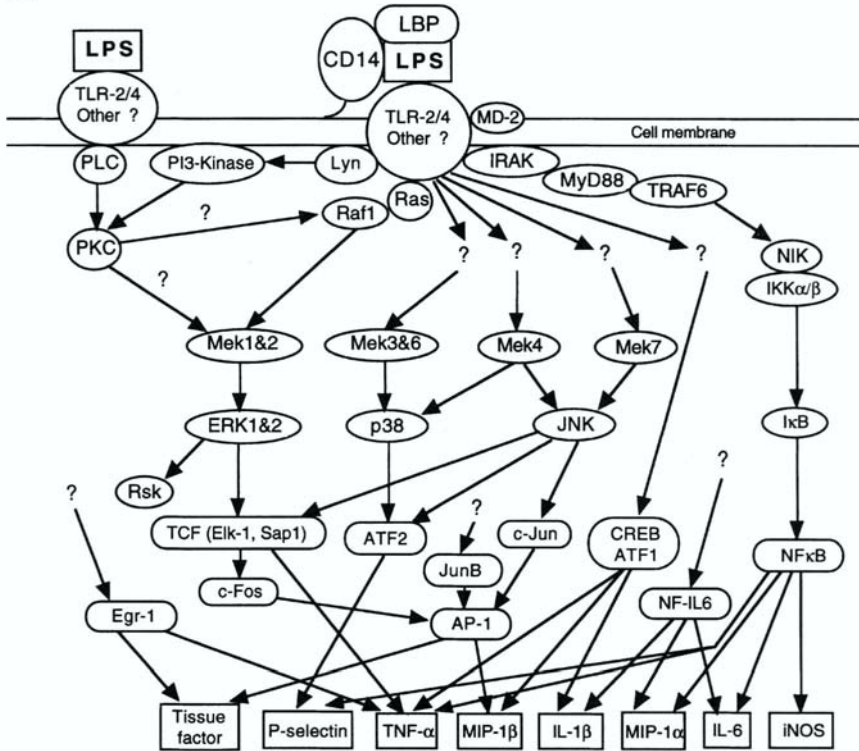 LBP
LPS
CD14
LPS
TLR-2/4
Other ?
TLR-2/4
Other ?
MD-2
Cell membrane
PLC
PI3-Kinase
Lyn
IRAK
MyD88
TRAF6
Ras
Raf1
?
PKC
?
?
?
?
?
NIK
IKKα/β
?
Mek1&2
Mek3&6
Mek4
Mek7
ERK1&2
p38
JNK
IκB
Rsk
?
?
?
TCF (Elk-1, Sap1)
ATF2
c-Jun
CREB
ATF1
NFκB
c-Fos
JunB
NF-IL6
Egr-1
AP-1
Tissue
factor
P-selectin
TNF-α
MIP-1β
IL-1β
MIP-1α
IL-6
iNOS